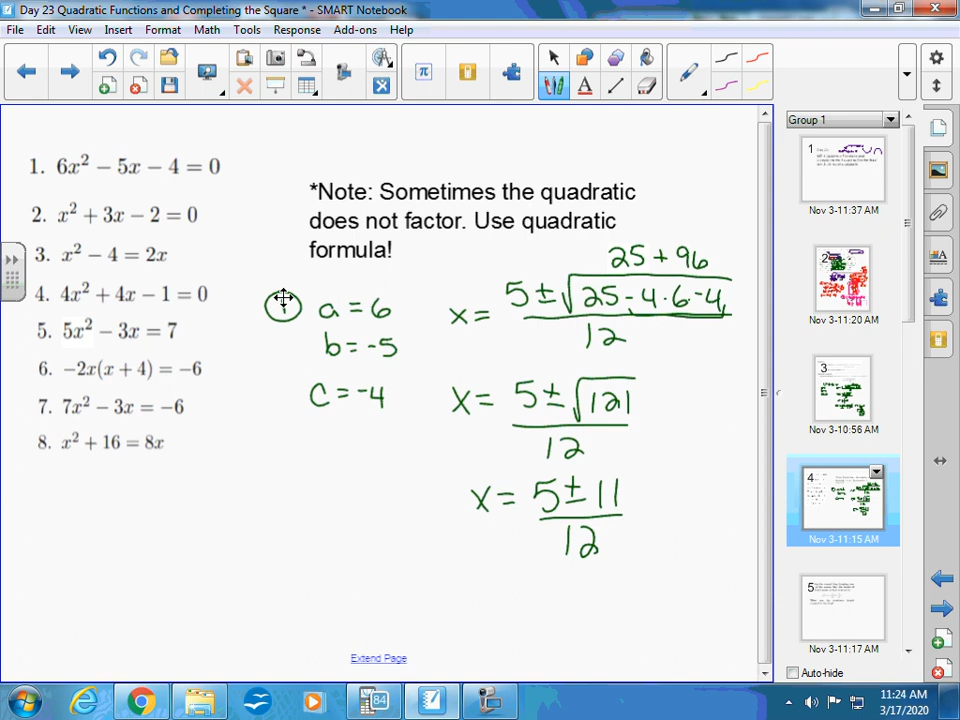 Day 23 Quadratic Functions and Completing the Square * - SMART Notebook
File Edit View Insert Format Math Tools Response Add-ons Help
1. 6x² − 5x − 4 = 0
2. x² + 3x − 2 = 0
3. x² − 4 = 2x
4. 4x² + 4x − 1 = 0
5. 5x² − 3x = 7
6. −2x(x + 4) = −6
7. 7x² − 3x = −6
8. x² + 16 = 8x
*Note: Sometimes the quadratic
does not factor. Use quadratic
formula!
25 + 96
a = 6
b = -5
c = -4
x = 5 ± √25 - 4·6·-4
12
x = 5 ± √121
12
x = 5 ± 11
12
Extend Page
Group 1
1
Nov 3-11:37 AM
2
Nov 3-11:20 AM
3
Nov 3-10:56 AM
4
Nov 3-11:15 AM
5
Nov 3-11:17 AM
Auto-hide
84
11:24 AM
3/17/2020